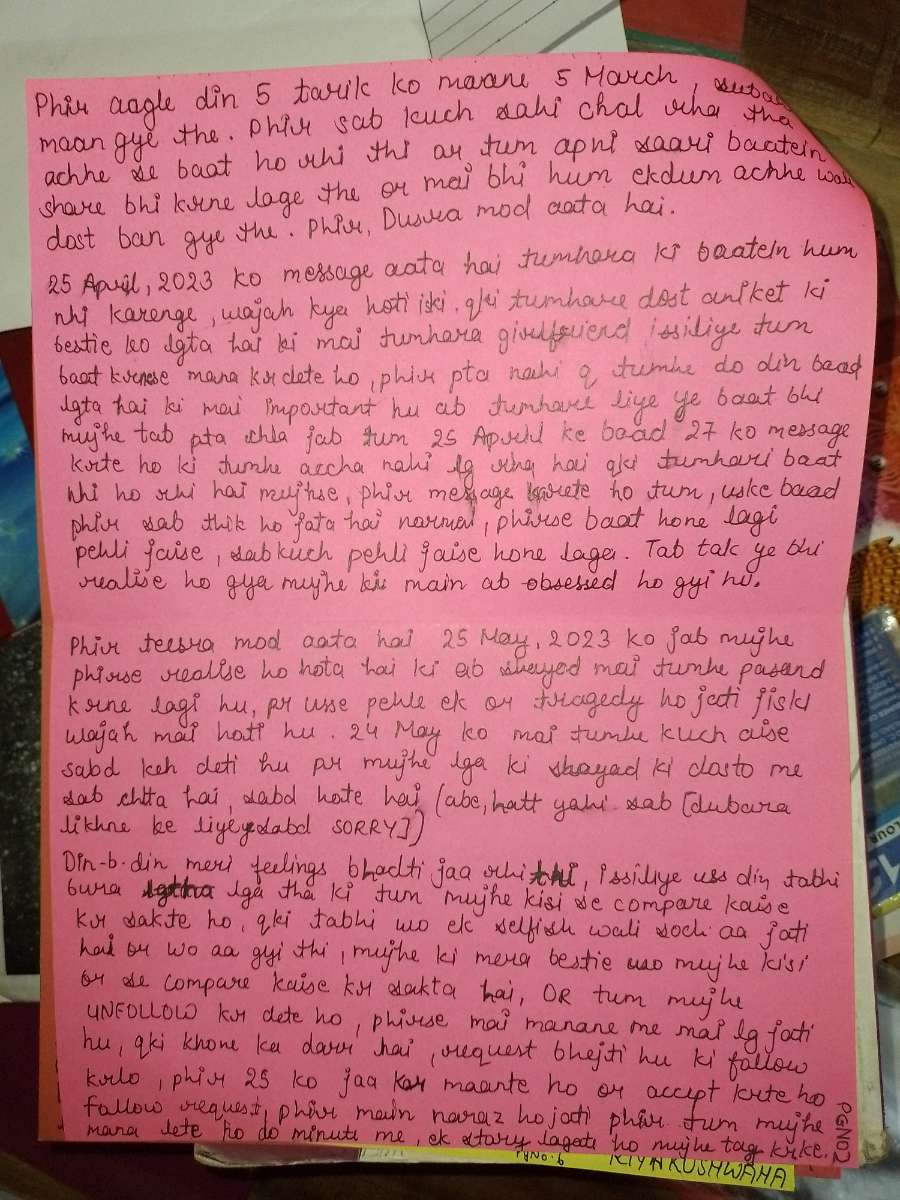 Phir aagle din 5 tarik ko maane 5 March,
maan gye the. Phir sab kuch sahi chal rha tha
achhe se baat ho rhi thi or tum apni saari baatein
share bhi krne lage the or mai bhi hum ekdum achhe wale
dost ban gye the. Phir, Dusra mod aata hai.
25 April, 2023 ko message aata hai tumhara ki baatein hum
nhi karenge, wajah kya hoti iski. qki tumhare dost aniket ki
bestie ko lgta hai ki mai tumhara girlfriend issiliye tum
baat krnese mana kr dete ho, phir pta nahi q tumhe do din baad
lgta hai ki mai important hu ab tumhare liye ye baat bhi
mujhe tab pta chla jab tum 25 April ke baad 27 ko message
krte ho ki tumhe accha nahi lg rha hai qki tumhari baat
nhi ho rhi hai mujhse, phir message karete ho tum, uske baad
phir sab thik ho jata hai normal, phirse baat hone lagi
pehli jaise, sab kuch pehli jaise hone laga. Tab tak ye bhi
realise ho gya mujhe ki main ab obsessed ho gyi hu.
Phir teesra mod aata hai 25 May, 2023 ko jab mujhe
phirse realise ho hota hai ki ab shayad mai tumhe pasand
krne lagi hu, pr usse pehle ek or tragedy ho jati jiski
wajah mai hoti hu. 24 May ko mai tumhe kuch aise
sabd keh deti hu pr mujhe lga ki shayad ki dosto me
sab chlta hai, sabd hote hai (abe, hatt yahi sab [dubara
likhne ke liye sabd SORRY])
Din-b-din meri feelings bhadti jaa rhi thi, issiliye uss din tabhi
bura lga tha ki tum mujhe kisi se compare kaise
kr sakte ho, qki tabhi wo ek selfish wali soch aa jati
hai or wo aa gyi thi, mujhe ki mera bestie wo mujhe kisi
or se compare kaise kr sakta hai, OR tum mujhe
UNFOLLOW kr dete ho, phirse mai manane me mai lg jati
hu, qki khone ka darr hai, request bhejti hu ki follow
krlo, phir 25 ko jaa kar maante ho or accept krte ho
follow request, phir main naraz ho jati phir tum mujhe
mana lete ho do minute me, ek story lagate ho mujhe tag krke.
PGNO2
PGNO.6
RIYA KUSHWAHA